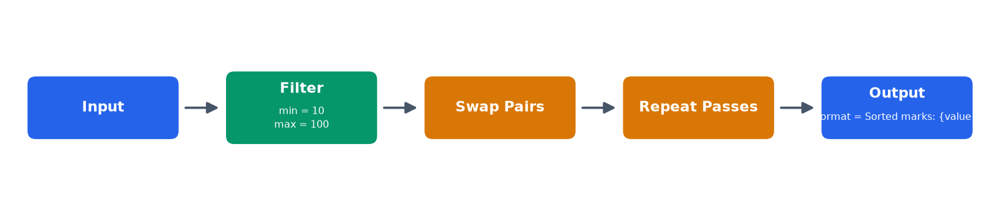 Input
Filter
min = 10
max = 100
Swap Pairs
Repeat Passes
Output
ormat = Sorted marks: {value